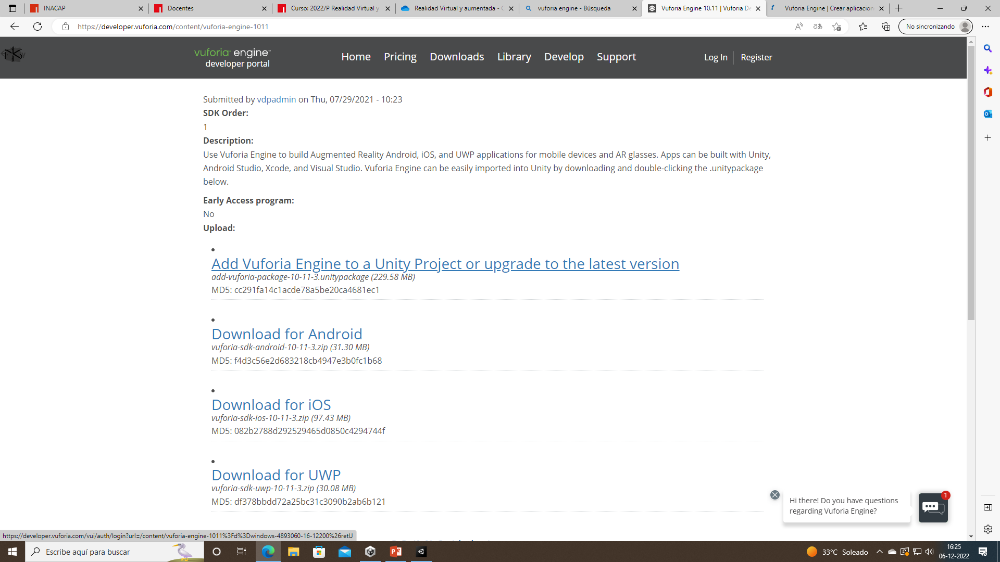 INACAP
Docentes
Curso: 2022/P Realidad Virtual y
Realidad Virtual y aumentada - C
vuforia engine - Búsqueda
Vuforia Engine 10.11 | Vuforia De
Vuforia Engine | Crear aplicacion
https://developer.vuforia.com/content/vuforia-engine-1011
No sincronizando
vuforia engine™
developer portal
Home Pricing Downloads Library Develop Support
Log In Register
Submitted by vdpadmin on Thu, 07/29/2021 - 10:23
SDK Order:
1
Description:
Use Vuforia Engine to build Augmented Reality Android, iOS, and UWP applications for mobile devices and AR glasses. Apps can be built with Unity,
Android Studio, Xcode, and Visual Studio. Vuforia Engine can be easily imported into Unity by downloading and double-clicking the .unitypackage
below.
Early Access program:
No
Upload:
Add Vuforia Engine to a Unity Project or upgrade to the latest version
add-vuforia-package-10-11-3.unitypackage (229.58 MB)
MD5: cc291fa14c1acde78a5be20ca4681ec1
Download for Android
vuforia-sdk-android-10-11-3.zip (31.30 MB)
MD5: f4d3c56e2d683218cb4947e3b0fc1b68
Download for iOS
vuforia-sdk-ios-10-11-3.zip (97.43 MB)
MD5: 082b2788d292529465d0850c4294744f
Download for UWP
vuforia-sdk-uwp-10-11-3.zip (30.08 MB)
MD5: df378bbdd72a25bc31c3090b2ab6b121
1
Hi there! Do you have questions
regarding Vuforia Engine?
https://developer.vuforia.com/vui/auth/login?url=/content/vuforia-engine-1011%3Fd%3Dwindows-4893060-16-12200%26retU
Escribe aquí para buscar
33°C Soleado
16:25
06-12-2022